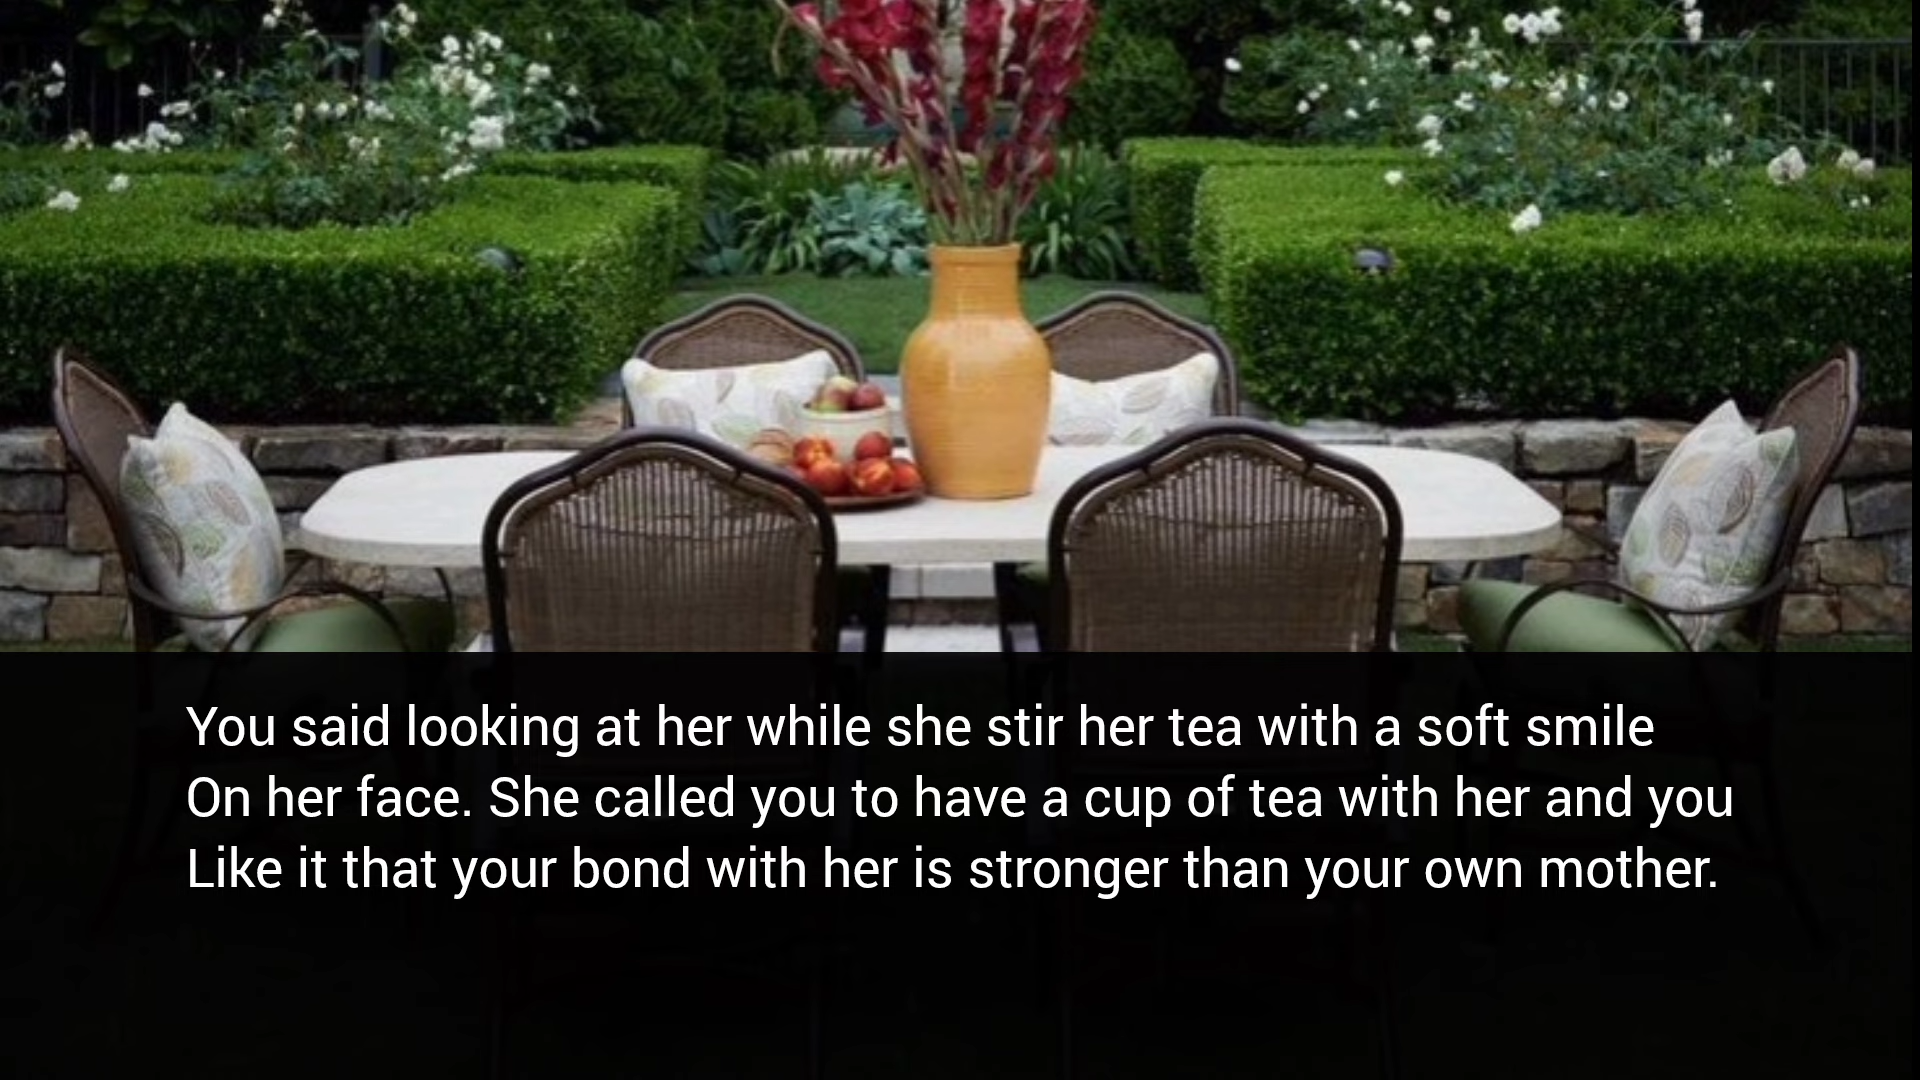 You said looking at her while she stir her tea with a soft smile
On her face. She called you to have a cup of tea with her and you
Like it that your bond with her is stronger than your own mother.